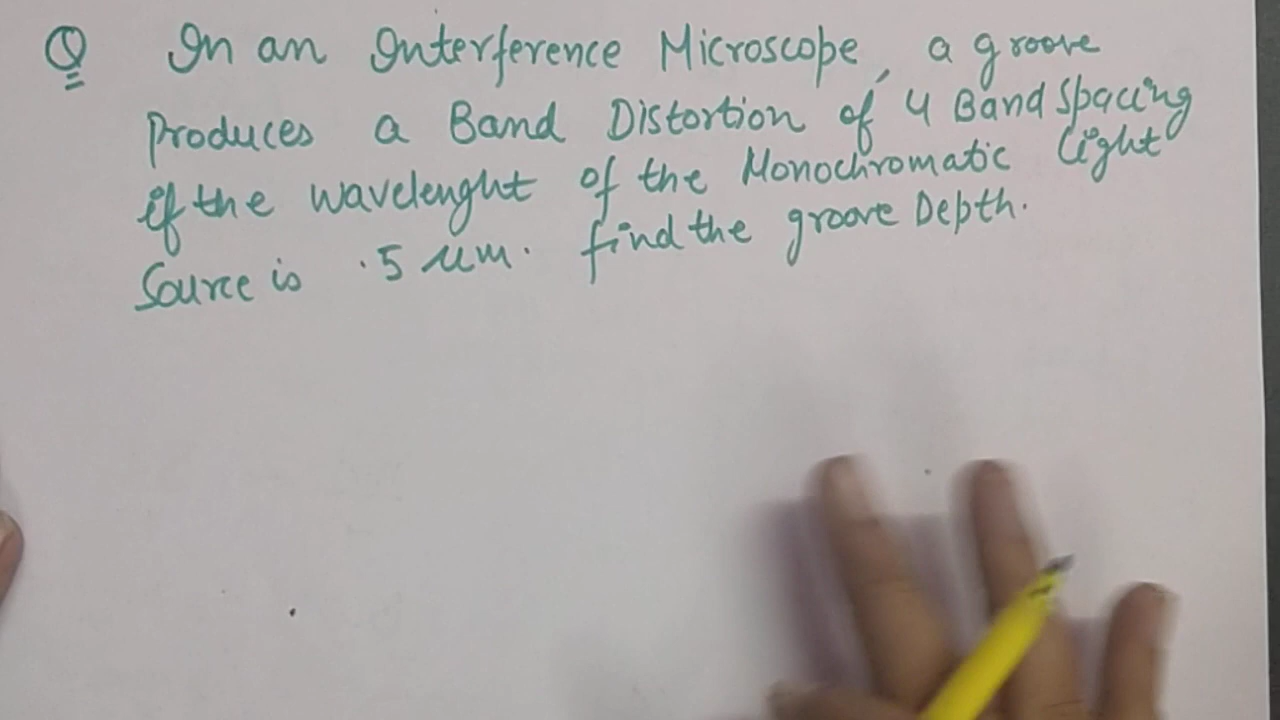 Q In an Interference Microscope, a groove
Produces a Band Distortion of 4 Band Spacing
if the wavelenght of the Monochromatic light
Source is .5 um. find the groove Depth.